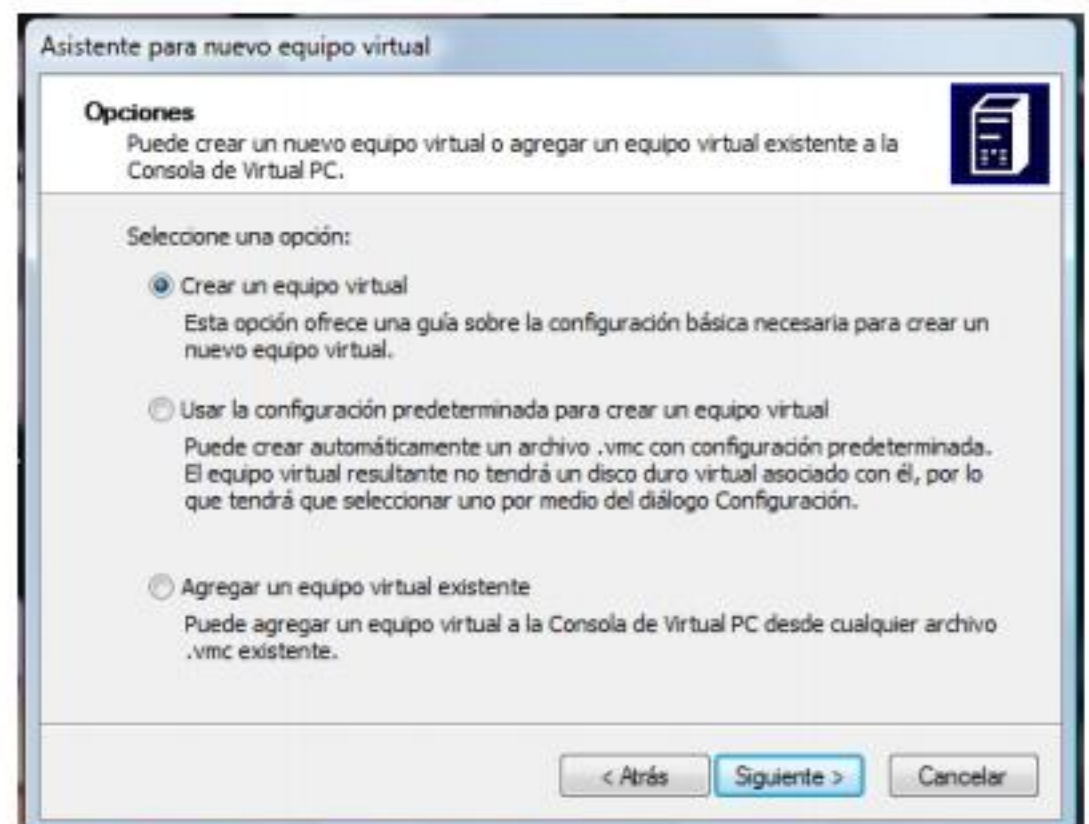 Asistente para nuevo equipo virtual
Opciones
Puede crear un nuevo equipo virtual o agregar un equipo virtual existente a la
Consola de Virtual PC.
Seleccione una opción:
Crear un equipo virtual
Esta opción ofrece una guía sobre la configuración básica necesaria para crear un
nuevo equipo virtual.
Usar la configuración predeterminada para crear un equipo virtual
Puede crear automáticamente un archivo .vmc con configuración predeterminada.
El equipo virtual resultante no tendrá un disco duro virtual asociado con él, por lo
que tendrá que seleccionar uno por medio del diálogo Configuración.
Agregar un equipo virtual existente
Puede agregar un equipo virtual a la Consola de Virtual PC desde cualquier archivo
.vmc existente.
< Atrás Siguiente > Cancelar